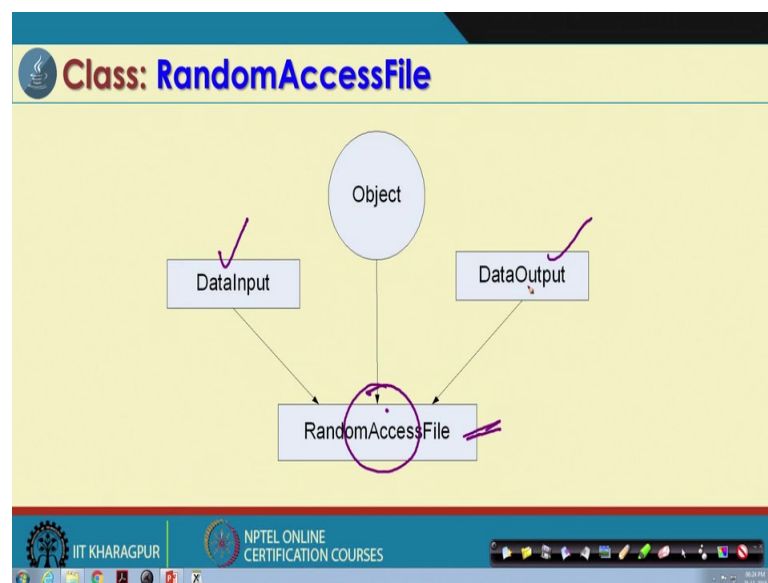 Class: RandomAccessFile
Object
DataInput
DataOutput
RandomAccessFile
IIT KHARAGPUR
NPTEL ONLINE
CERTIFICATION COURSES